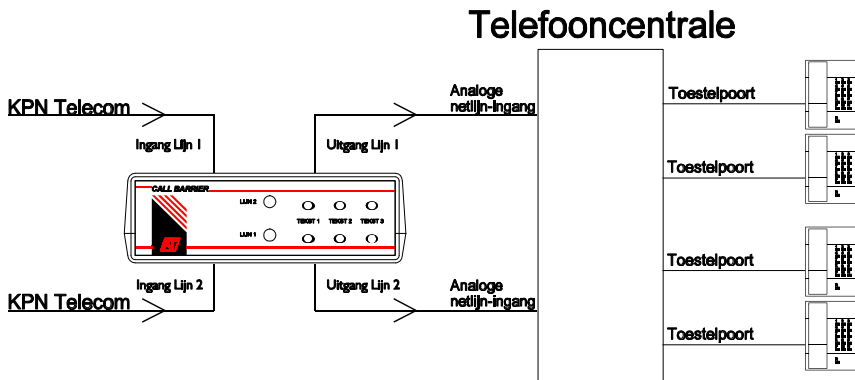 Telefooncentrale
KPN Telecom
Ingang Lijn 1
Uitgang Lijn 1
Analoge
netlijn-ingang
Toestelpoort
Toestelpoort
CALL BARRIER
LIJN 2
TEKST 1 TEKST 2 TEKST 3
LIJN 1
Ingang Lijn 2
Uitgang Lijn 2
KPN Telecom
Analoge
netlijn-ingang
Toestelpoort
Toestelpoort